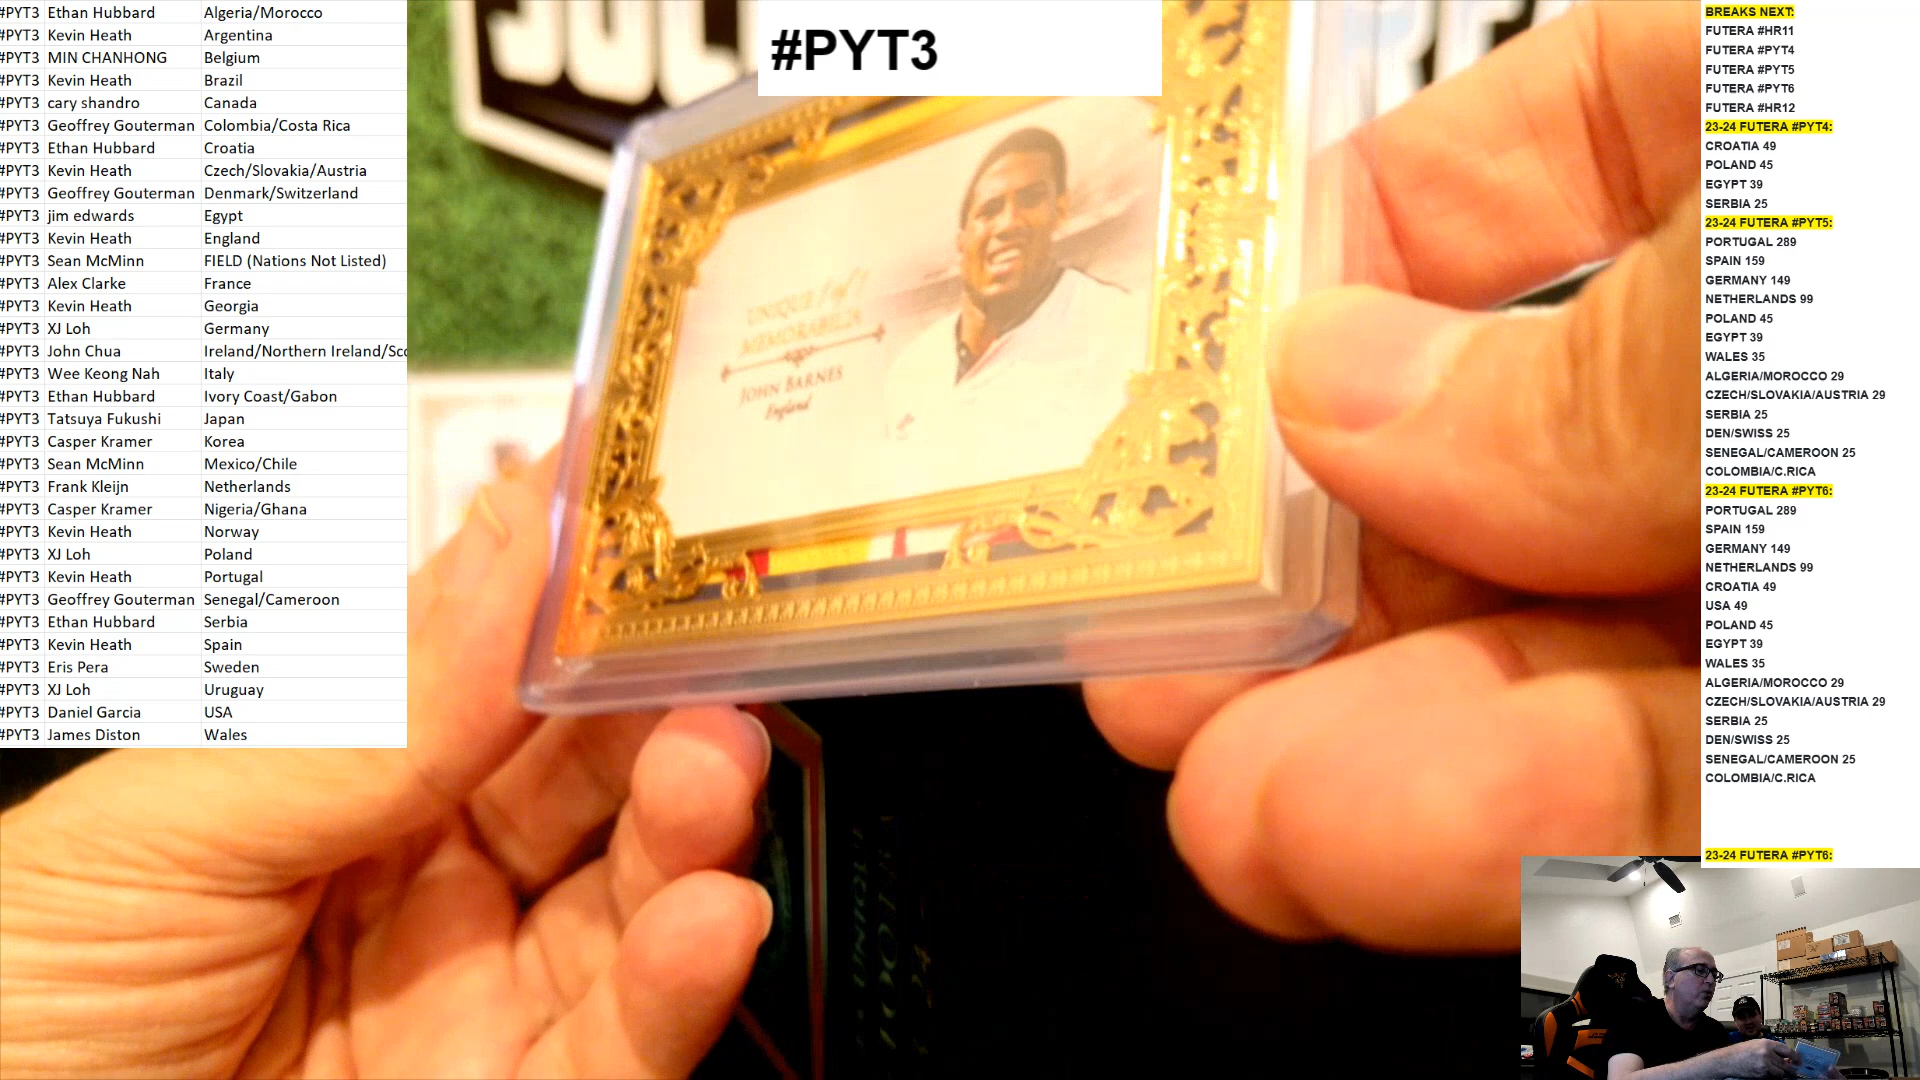 #PYT3 Ethan Hubbard Algeria/Morocco
#PYT3 Kevin Heath Argentina
#PYT3 MIN CHANHONG Belgium
#PYT3 Kevin Heath Brazil
#PYT3 cary shandro Canada
#PYT3 Geoffrey Gouterman Colombia/Costa Rica
#PYT3 Ethan Hubbard Croatia
#PYT3 Kevin Heath Czech/Slovakia/Austria
#PYT3 Geoffrey Gouterman Denmark/Switzerland
#PYT3 jim edwards Egypt
#PYT3 Kevin Heath England
#PYT3 Sean McMinn FIELD (Nations Not Listed)
#PYT3 Alex Clarke France
#PYT3 Kevin Heath Georgia
#PYT3 XJ Loh Germany
#PYT3 John Chua Ireland/Northern Ireland/Sco
#PYT3 Wee Keong Nah Italy
#PYT3 Ethan Hubbard Ivory Coast/Gabon
#PYT3 Tatsuya Fukushi Japan
#PYT3 Casper Kramer Korea
#PYT3 Sean McMinn Mexico/Chile
#PYT3 Frank Kleijn Netherlands
#PYT3 Casper Kramer Nigeria/Ghana
#PYT3 Kevin Heath Norway
#PYT3 XJ Loh Poland
#PYT3 Kevin Heath Portugal
#PYT3 Geoffrey Gouterman Senegal/Cameroon
#PYT3 Ethan Hubbard Serbia
#PYT3 Kevin Heath Spain
#PYT3 Eris Pera Sweden
#PYT3 XJ Loh Uruguay
#PYT3 Daniel Garcia USA
#PYT3 James Diston Wales
#PYT3
UNIQUE 1 of 1
MEMORABILIA
JOHN BARNES
England
BREAKS NEXT:
FUTERA #HR11
FUTERA #PYT4
FUTERA #PYT5
FUTERA #PYT6
FUTERA #HR12
23-24 FUTERA #PYT4:
CROATIA 49
POLAND 45
EGYPT 39
SERBIA 25
23-24 FUTERA #PYT5:
PORTUGAL 289
SPAIN 159
GERMANY 149
NETHERLANDS 99
POLAND 45
EGYPT 39
WALES 35
ALGERIA/MOROCCO 29
CZECH/SLOVAKIA/AUSTRIA 29
SERBIA 25
DEN/SWISS 25
SENEGAL/CAMEROON 25
COLOMBIA/C.RICA
23-24 FUTERA #PYT6:
PORTUGAL 289
SPAIN 159
GERMANY 149
NETHERLANDS 99
CROATIA 49
USA 49
POLAND 45
EGYPT 39
WALES 35
ALGERIA/MOROCCO 29
CZECH/SLOVAKIA/AUSTRIA 29
SERBIA 25
DEN/SWISS 25
SENEGAL/CAMEROON 25
COLOMBIA/C.RICA
23-24 FUTERA #PYT6: